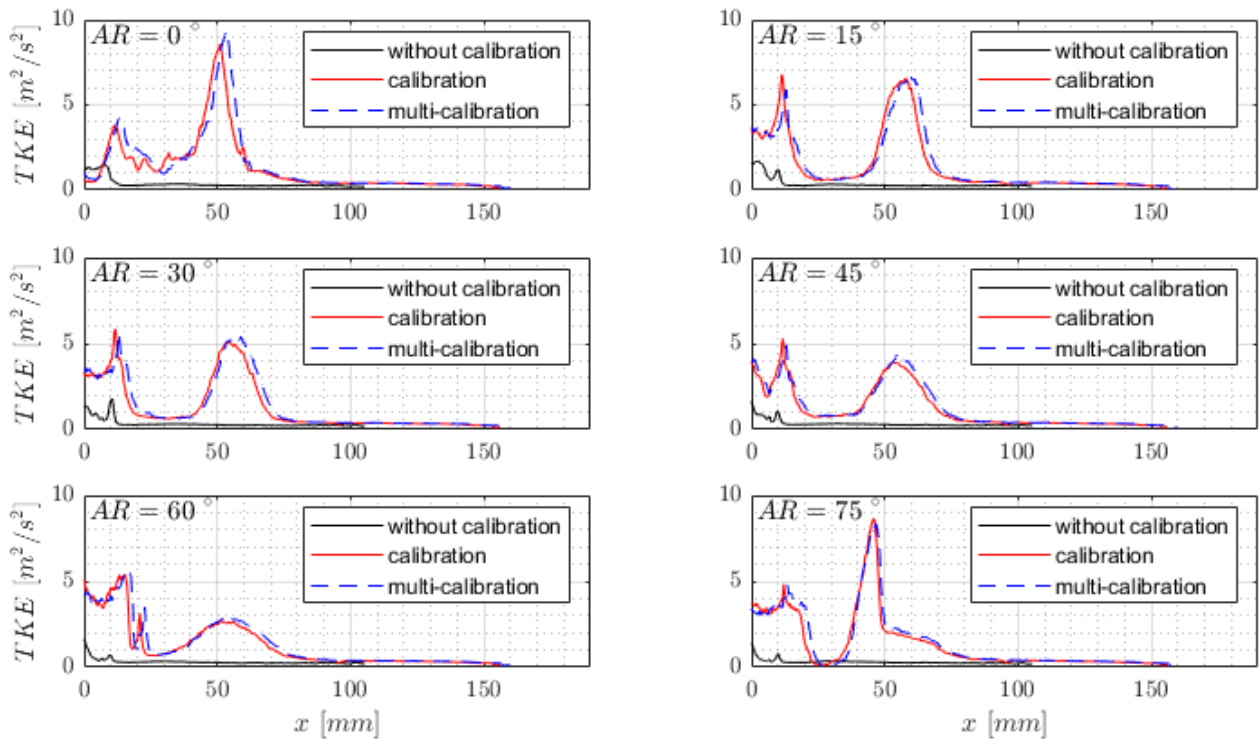 AR = 0°
without calibration
calibration
multi-calibration
TKE [m²/s²]
10
5
0
0 50 100 150
AR = 15°
without calibration
calibration
multi-calibration
10
5
0
0 50 100 150
AR = 30°
without calibration
calibration
multi-calibration
TKE [m²/s²]
10
5
0
0 50 100 150
AR = 45°
without calibration
calibration
multi-calibration
10
5
0
0 50 100 150
AR = 60°
without calibration
calibration
multi-calibration
TKE [m²/s²]
10
5
0
0 50 100 150
x [mm]
AR = 75°
without calibration
calibration
multi-calibration
10
5
0
0 50 100 150
x [mm]